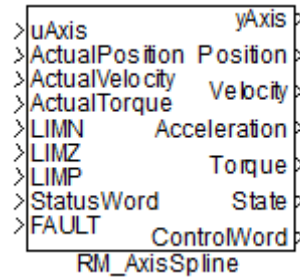 uAxis
ActualPosition
ActualVelocity
ActualTorque
LIMN
LIMZ
LIMP
StatusWord
FAULT
yAxis
Position
Velocity
Acceleration
Torque
State
ControlWord
RM_AxisSpline